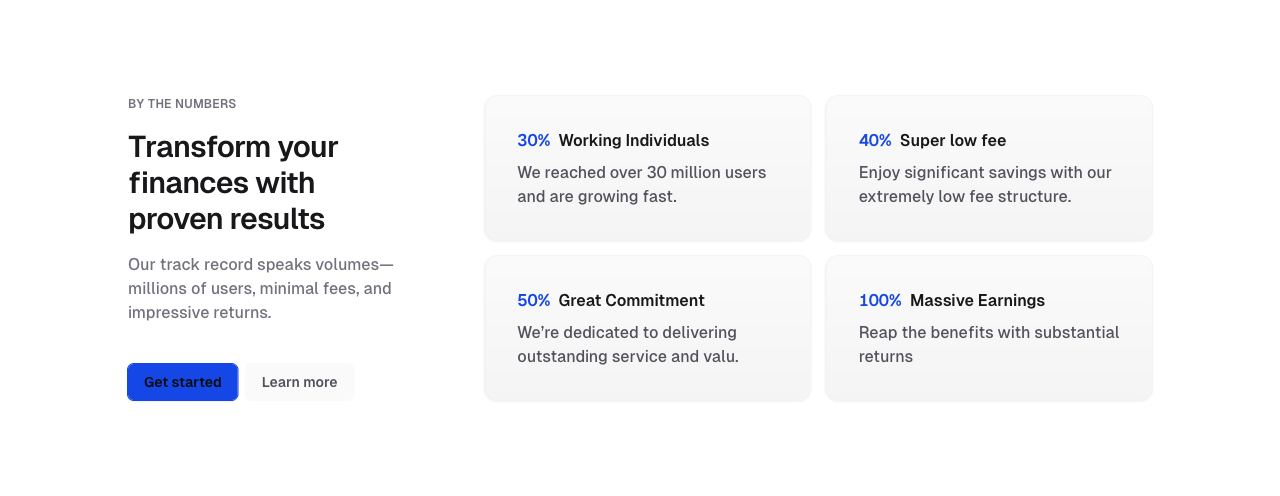 BY THE NUMBERS
Transform your
finances with
proven results
Our track record speaks volumes—
millions of users, minimal fees, and
impressive returns.
Get started
Learn more
30% Working Individuals
We reached over 30 million users
and are growing fast.
40% Super low fee
Enjoy significant savings with our
extremely low fee structure.
50% Great Commitment
We’re dedicated to delivering
outstanding service and valu.
100% Massive Earnings
Reap the benefits with substantial
returns